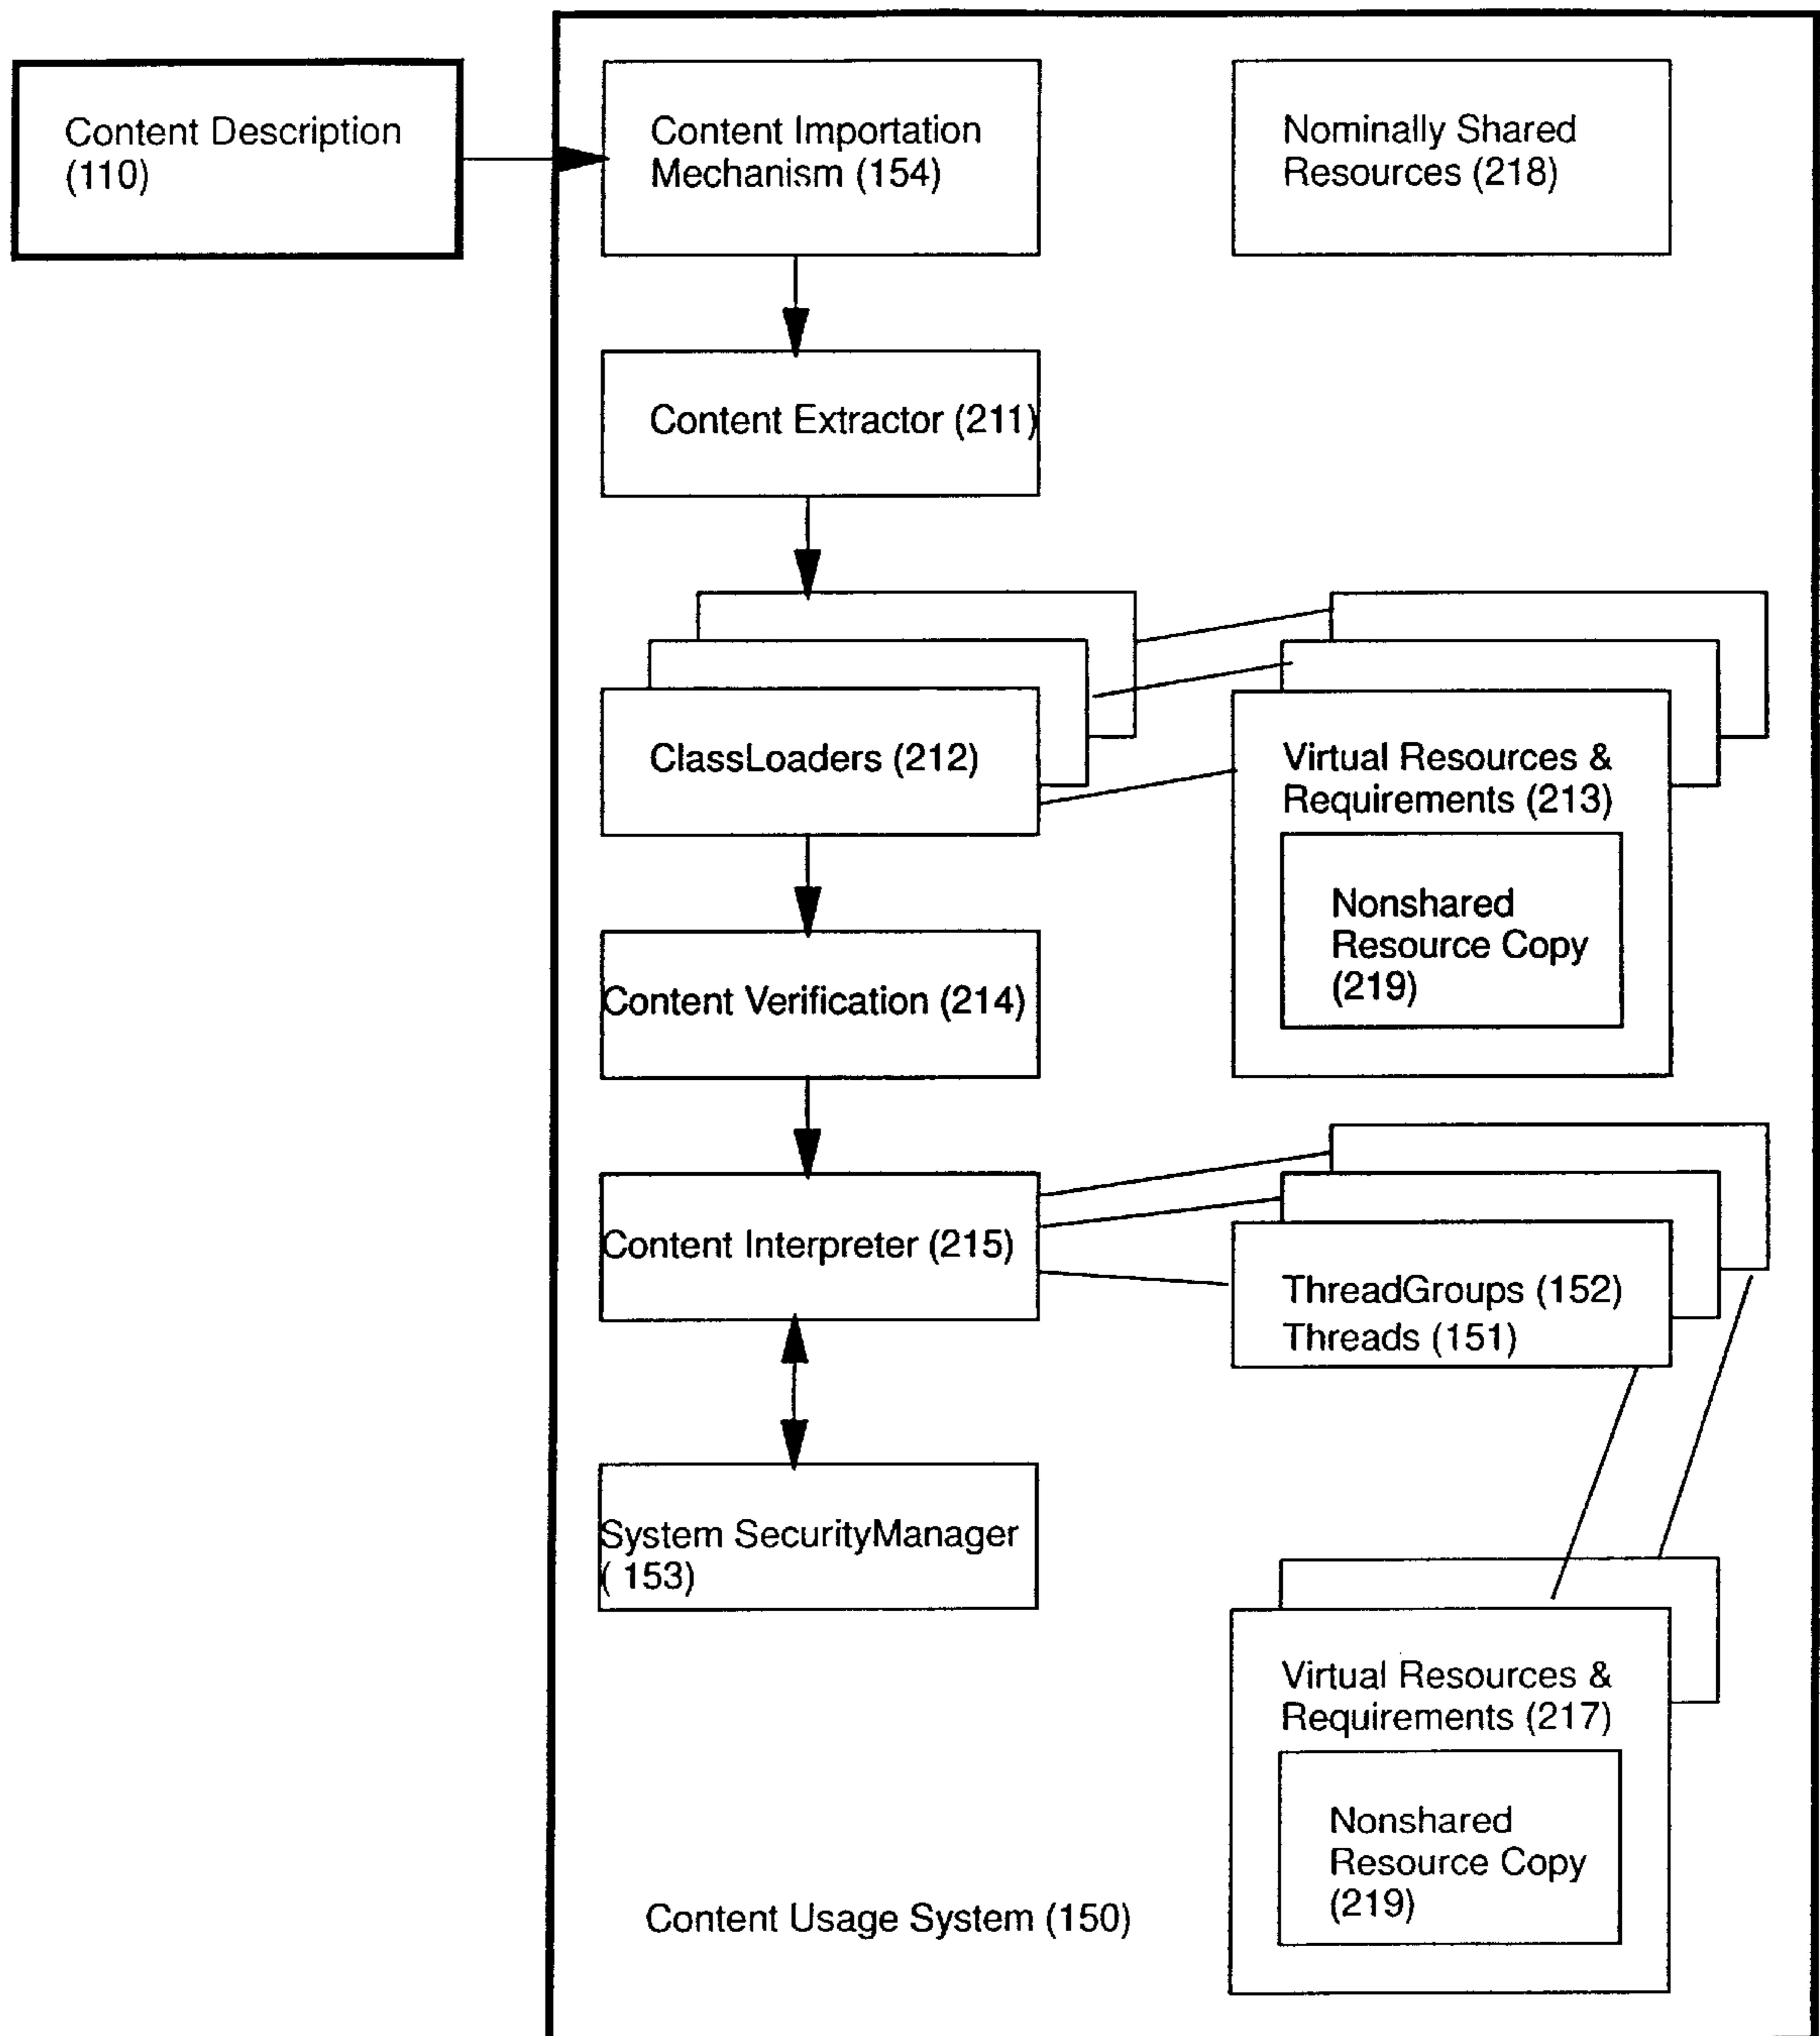 Content Description
(110)
Content Importation
Mechanism (154)
Nominally Shared
Resources (218)
Content Extractor (211)
ClassLoaders (212)
Virtual Resources &
Requirements (213)
Nonshared
Resource Copy
(219)
Content Verification (214)
Content Interpreter (215)
ThreadGroups (152)
Threads (151)
System SecurityManager
( 153)
Virtual Resources &
Requirements (217)
Nonshared
Resource Copy
(219)
Content Usage System (150)